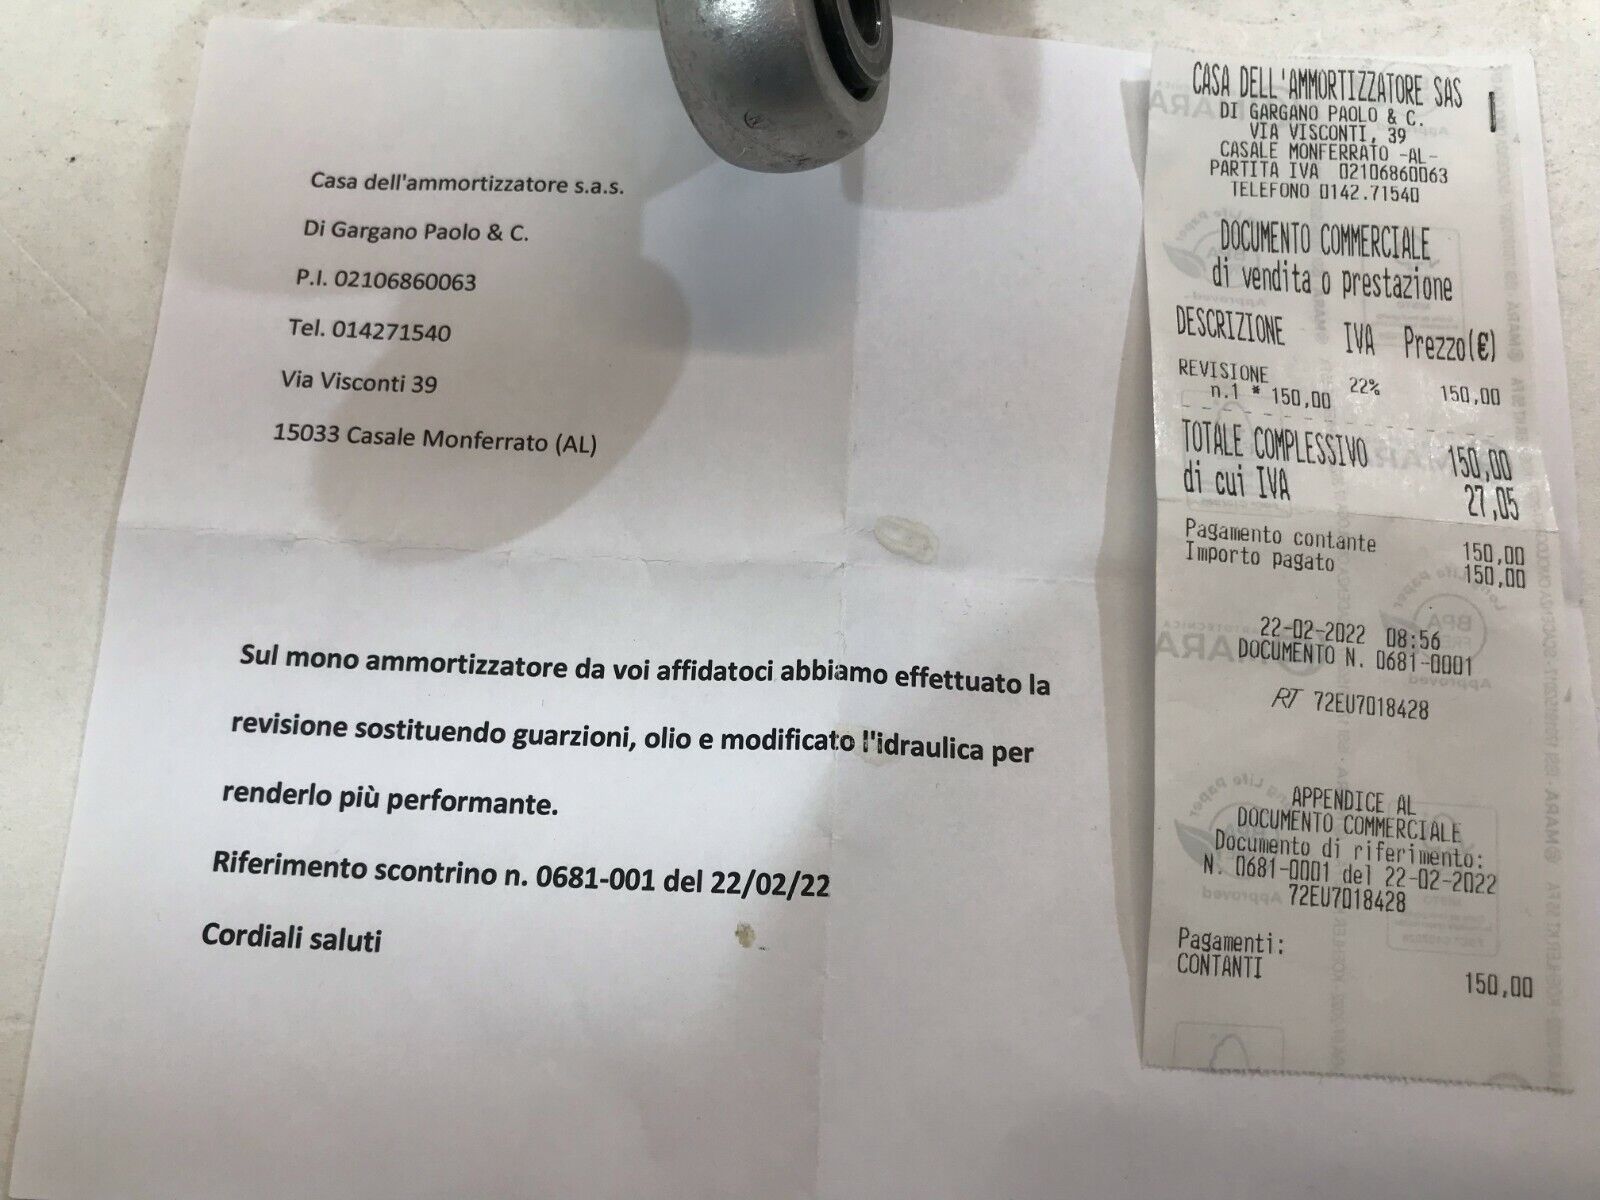 Casa dell'ammortizzatore s.a.s.
Di Gargano Paolo & C.
P.I. 02106860063
Tel. 014271540
Via Visconti 39
15033 Casale Monferrato (AL)
Sul mono ammortizzatore da voi affidatoci abbiamo effettuato la
revisione sostituendo guarzioni, olio e modificato l'idraulica per
renderlo più performante.
Riferimento scontrino n. 0681-001 del 22/02/22
Cordiali saluti
CASA DELL'AMMORTIZZATORE SAS
DI GARGANO PAOLO & C.
VIA VISCONTI, 39
CASALE MONFERRATO -AL-
PARTITA IVA 02106860063
TELEFONO 0142.71540
DOCUMENTO COMMERCIALE
di vendita o prestazione
DESCRIZIONE IVA Prezzo(€)
REVISIONE
n.1 * 150,00 22% 150,00
TOTALE COMPLESSIVO 150,00
di cui IVA 27,05
Pagamento contante 150,00
Importo pagato 150,00
22-02-2022 08:56
DOCUMENTO N. 0681-0001
RT 72EU7018428
APPENDICE AL
DOCUMENTO COMMERCIALE
Documento di riferimento:
N. 0681-0001 del 22-02-2022
72EU7018428
Pagamenti:
CONTANTI 150,00